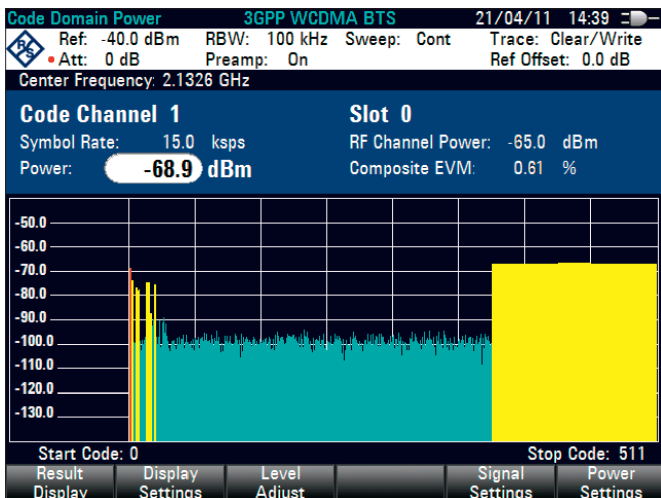 Code Domain Power 3GPP WCDMA BTS 21/04/11 14:39
R&S Ref: -40.0 dBm RBW: 100 kHz Sweep: Cont Trace: Clear/Write
Att: 0 dB Preamp: On Ref Offset: 0.0 dB
Center Frequency: 2.1326 GHz
Code Channel 1 Slot 0
Symbol Rate: 15.0 ksps RF Channel Power: -65.0 dBm
Power: -68.9 dBm Composite EVM: 0.61 %
-50.0
-60.0
-70.0
-80.0
-90.0
-100.0
-110.0
-120.0
-130.0
Start Code: 0 Stop Code: 511
Result Display Level Signal Power
Display Settings Adjust Settings Settings